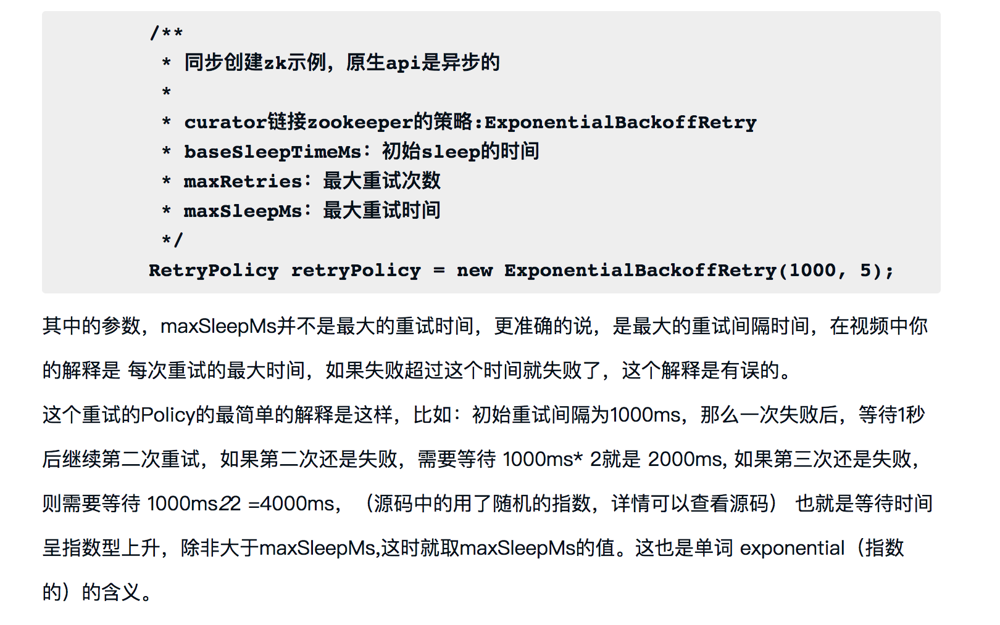 /**
* 同步创建zk示例，原生api是异步的
*
* curator链接zookeeper的策略:ExponentialBackoffRetry
* baseSleepTimeMs：初始sleep的时间
* maxRetries：最大重试次数
* maxSleepMs：最大重试时间
*/
RetryPolicy retryPolicy = new ExponentialBackoffRetry(1000, 5);
其中的参数，maxSleepMs并不是最大的重试时间，更准确的说，是最大的重试间隔时间，在视频中你
的解释是 每次重试的最大时间，如果失败超过这个时间就失败了，这个解释是有误的。
这个重试的Policy的最简单的解释是这样，比如：初始重试间隔为1000ms，那么一次失败后，等待1秒
后继续第二次重试，如果第二次还是失败，需要等待 1000ms* 2就是 2000ms, 如果第三次还是失败，
则需要等待 1000ms22 =4000ms，（源码中的用了随机的指数，详情可以查看源码） 也就是等待时间
呈指数型上升，除非大于maxSleepMs,这时就取maxSleepMs的值。这也是单词 exponential（指数
的）的含义。